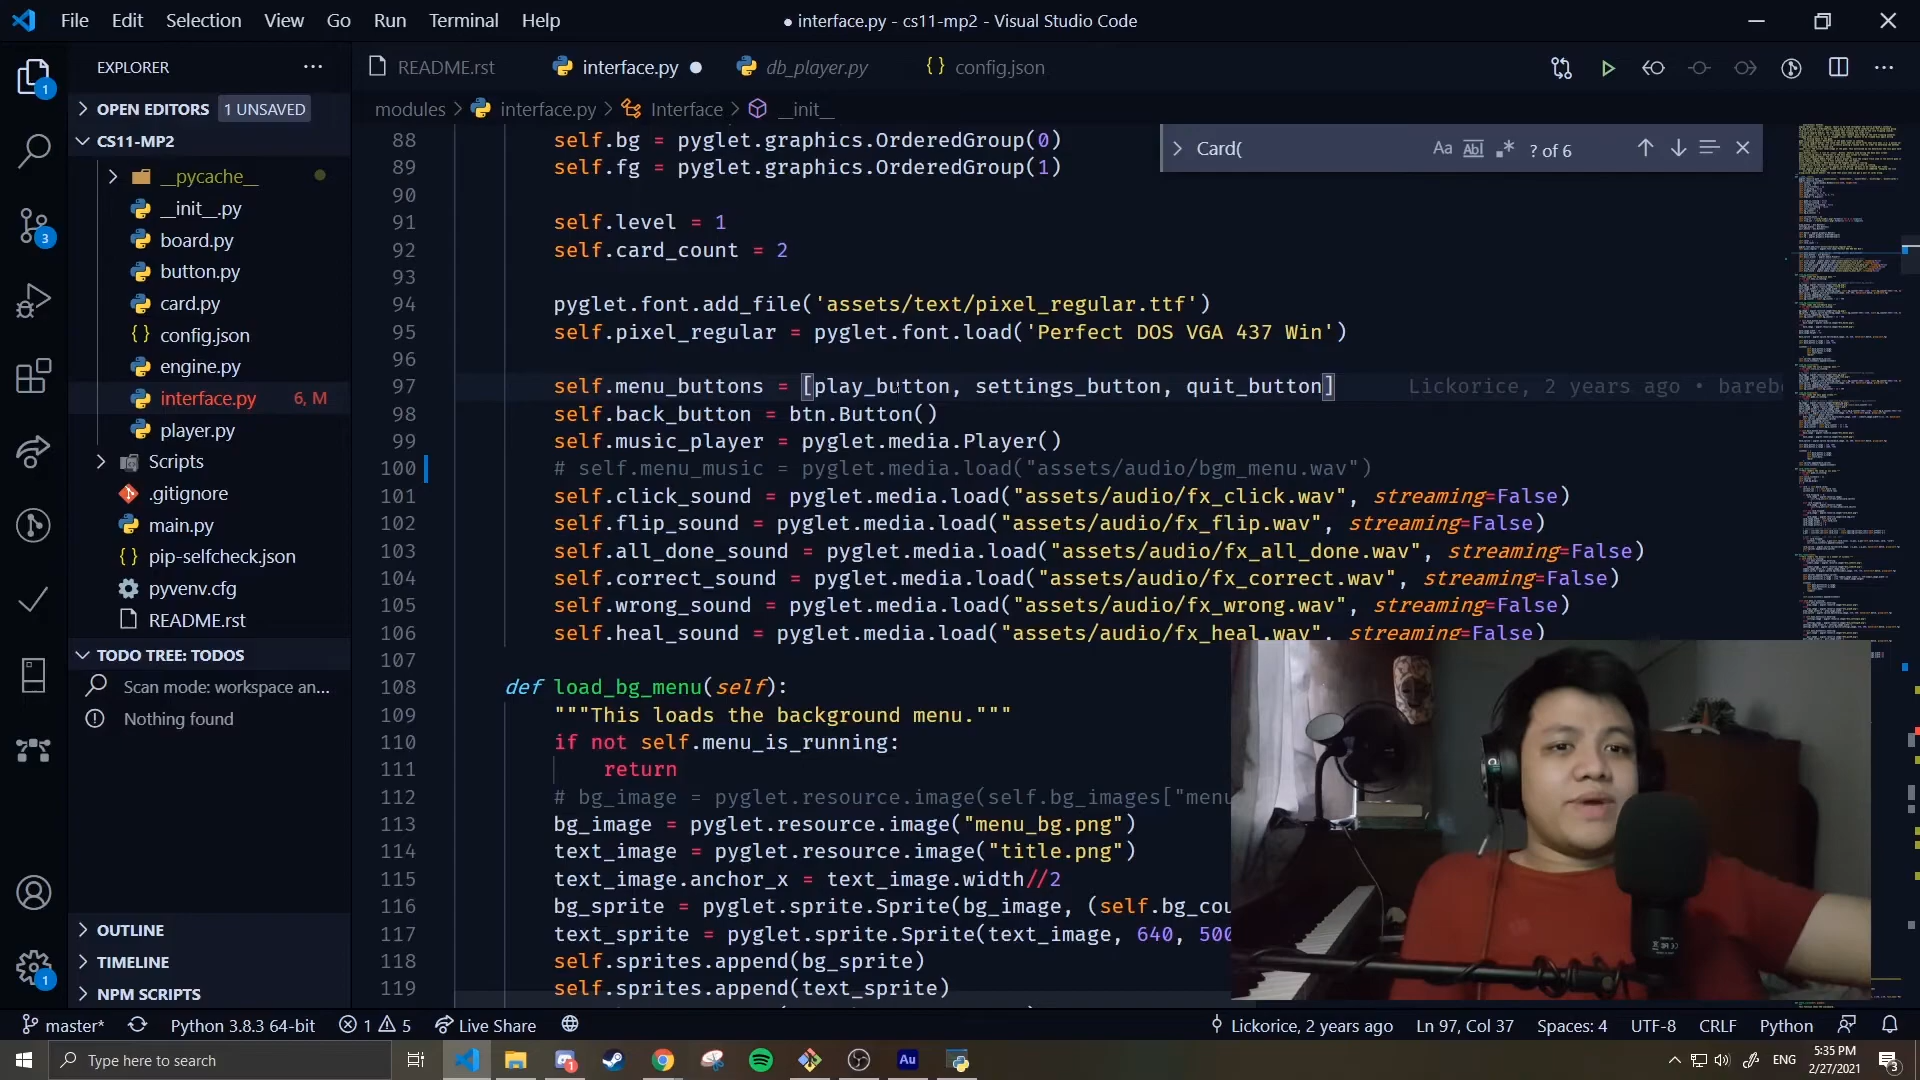 File Edit Selection View Go Run Terminal Help
● interface.py - cs11-mp2 - Visual Studio Code
EXPLORER
README.rst
interface.py
db_player.py
{} config.json
OPEN EDITORS 1 UNSAVED
CS11-MP2
__pycache__
__init__.py
board.py
button.py
card.py
{} config.json
engine.py
interface.py 6, M
player.py
Scripts
.gitignore
main.py
{} pip-selfcheck.json
pyvenv.cfg
README.rst
TODO TREE: TODOS
Scan mode: workspace an...
Nothing found
OUTLINE
TIMELINE
NPM SCRIPTS
modules > interface.py > Interface > __init__
Card(
Aa Abl ? of 6
88 self.bg = pyglet.graphics.OrderedGroup(0)
89 self.fg = pyglet.graphics.OrderedGroup(1)
90
91 self.level = 1
92 self.card_count = 2
93
94 pyglet.font.add_file('assets/text/pixel_regular.ttf')
95 self.pixel_regular = pyglet.font.load('Perfect DOS VGA 437 Win')
96
97 self.menu_buttons = [play_button, settings_button, quit_button] Lickorice, 2 years ago • bareb
98 self.back_button = btn.Button()
99 self.music_player = pyglet.media.Player()
100 # self.menu_music = pyglet.media.load("assets/audio/bgm_menu.wav")
101 self.click_sound = pyglet.media.load("assets/audio/fx_click.wav", streaming=False)
102 self.flip_sound = pyglet.media.load("assets/audio/fx_flip.wav", streaming=False)
103 self.all_done_sound = pyglet.media.load("assets/audio/fx_all_done.wav", streaming=False)
104 self.correct_sound = pyglet.media.load("assets/audio/fx_correct.wav", streaming=False)
105 self.wrong_sound = pyglet.media.load("assets/audio/fx_wrong.wav", streaming=False)
106 self.heal_sound = pyglet.media.load("assets/audio/fx_heal.wav", streaming=False)
107
108 def load_bg_menu(self):
109 """This loads the background menu."""
110 if not self.menu_is_running:
111 return
112 # bg_image = pyglet.resource.image(self.bg_images["menu
113 bg_image = pyglet.resource.image("menu_bg.png")
114 text_image = pyglet.resource.image("title.png")
115 text_image.anchor_x = text_image.width//2
116 bg_sprite = pyglet.sprite.Sprite(bg_image, (self.bg_cou
117 text_sprite = pyglet.sprite.Sprite(text_image, 640, 500
118 self.sprites.append(bg_sprite)
119 self.sprites.append(text_sprite)
master* Python 3.8.3 64-bit 1 5 Live Share Lickorice, 2 years ago Ln 97, Col 37 Spaces: 4 UTF-8 CRLF Python
Type here to search
Au
ENG
5:35 PM
2/27/2021